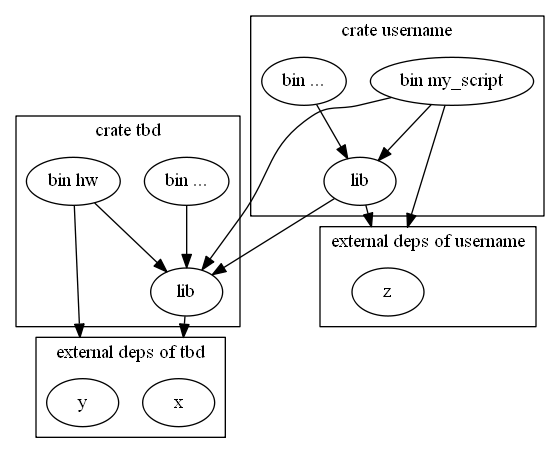 crate username
bin ...
bin my_script
lib
crate tbd
bin hw
bin ...
lib
external deps of username
z
external deps of tbd
y
x